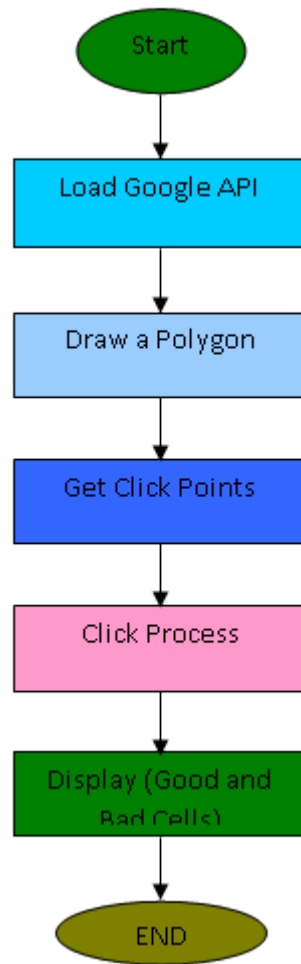 Start
Load Google API
Draw a Polygon
Get Click Points
Click Process
Display (Good and
Bad Cells)
END